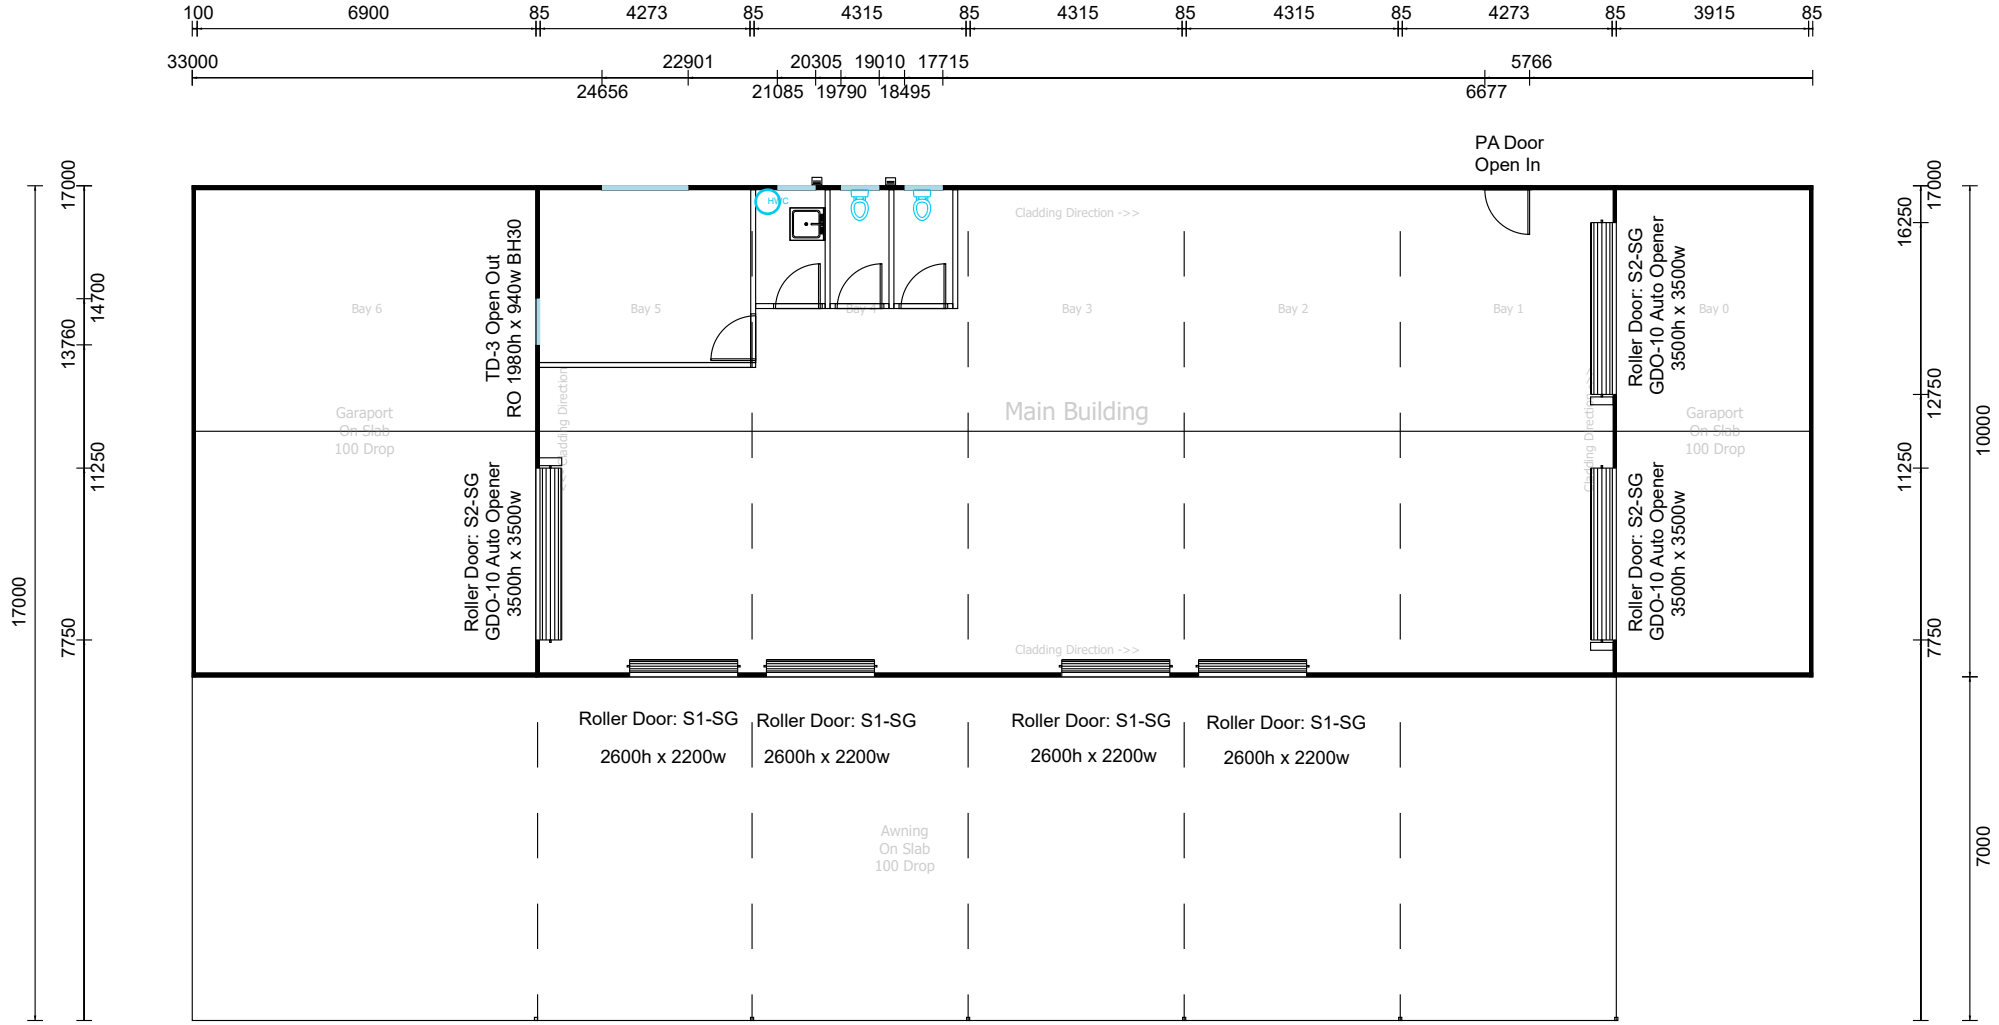 100 6900 85 4273 85 4315 85 4315 85 4315 85 4273 85 3915 85
33000 22901 20305 19010 17715 5766
24656 21085 19790 18495 6677
PA Door
Open In
17000
17000
14700
13760
11250
7750
17000
16250
12750
11250
7750
10000
7000
Cladding Direction ->>
HWC
TD-3 Open Out
RO 1980h x 940w BH30
Roller Door: S2-SG
GDO-10 Auto Opener
3500h x 3500w
Bay 6
Bay 5
Bay 4
Bay 3
Bay 2
Bay 1
Bay 0
Main Building
Garaport
On Slab
100 Drop
<<- Cladding Direction
Cladding Direction ->>
Garaport
On Slab
100 Drop
Roller Door: S2-SG
GDO-10 Auto Opener
3500h x 3500w
Roller Door: S2-SG
GDO-10 Auto Opener
3500h x 3500w
Cladding Direction ->>
Roller Door: S1-SG
2600h x 2200w
Roller Door: S1-SG
2600h x 2200w
Roller Door: S1-SG
2600h x 2200w
Roller Door: S1-SG
2600h x 2200w
Awning
On Slab
100 Drop